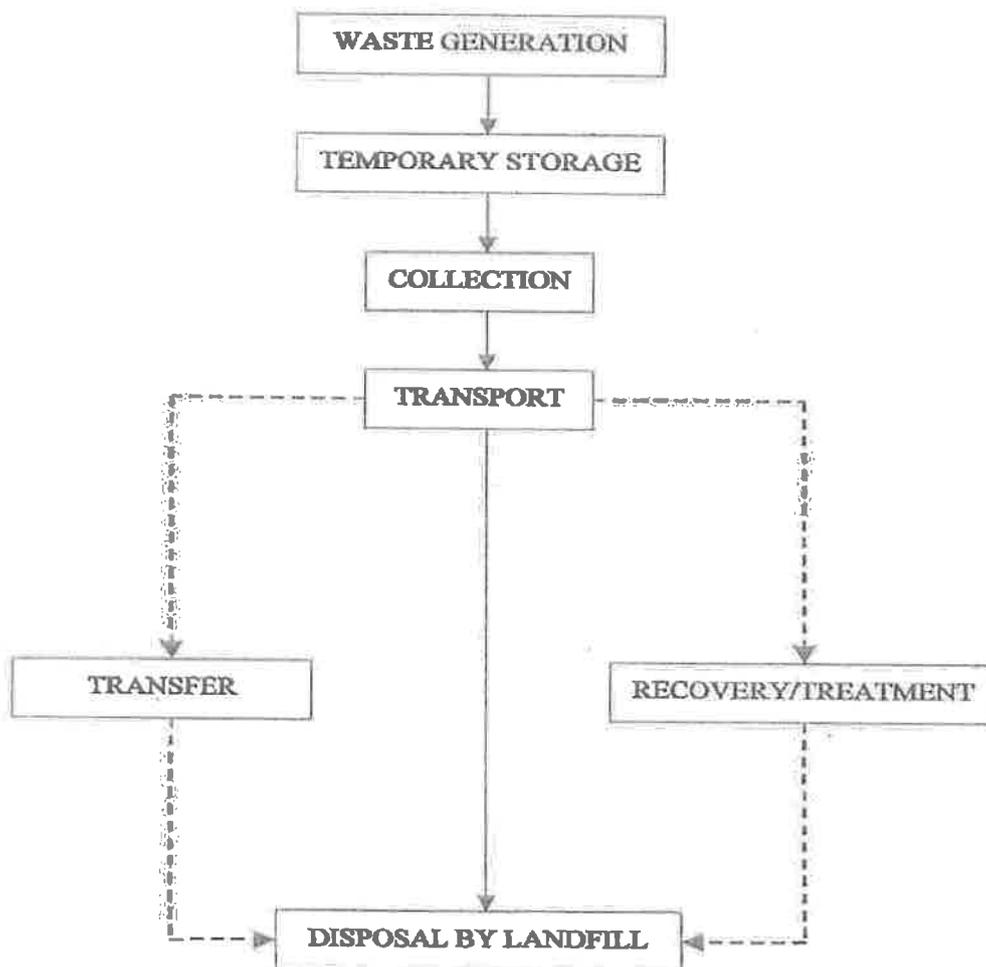 WASTE GENERATION
TEMPORARY STORAGE
COLLECTION
TRANSPORT
TRANSFER
RECOVERY/TREATMENT
DISPOSAL BY LANDFILL